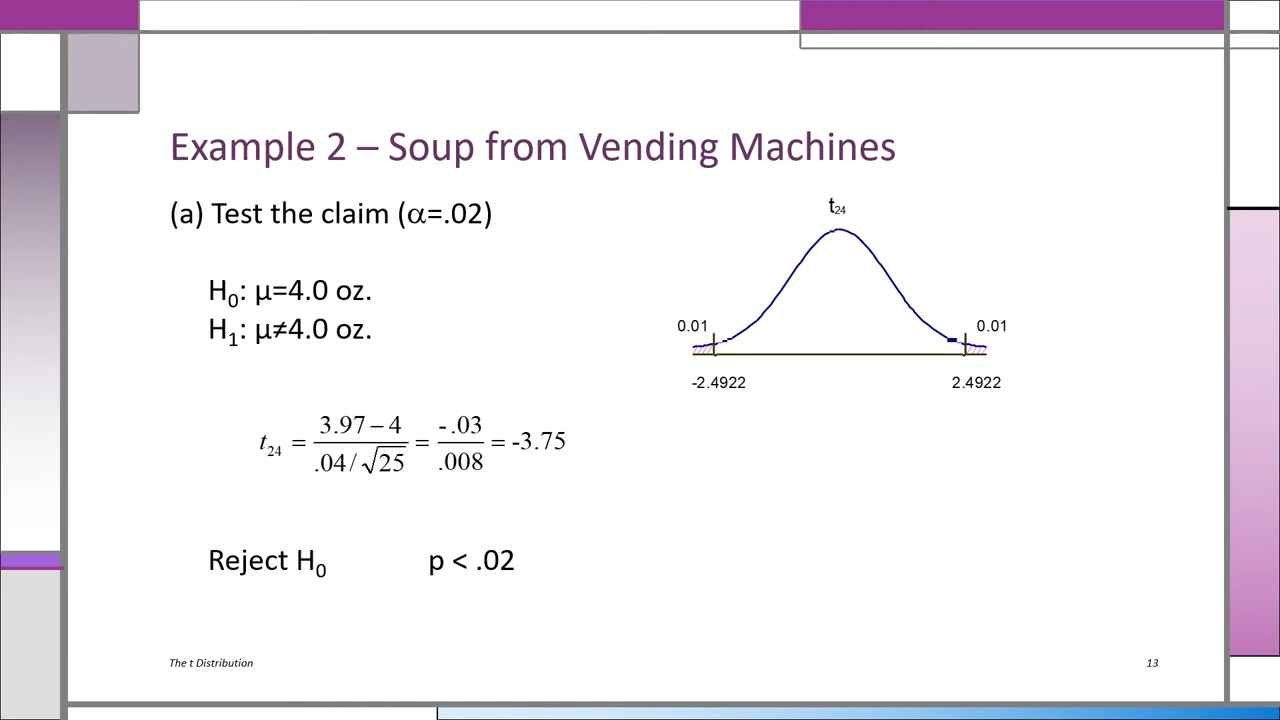 Example 2 – Soup from Vending Machines
(a) Test the claim (α=.02)
H₀: µ=4.0 oz.
H₁: µ≠4.0 oz.
t₂₄
0.01
0.01
-2.4922
2.4922
t₂₄ = (3.97 – 4)/(.04/√25) = -.03/.008 = -3.75
Reject H₀ p < .02
The t Distribution
13